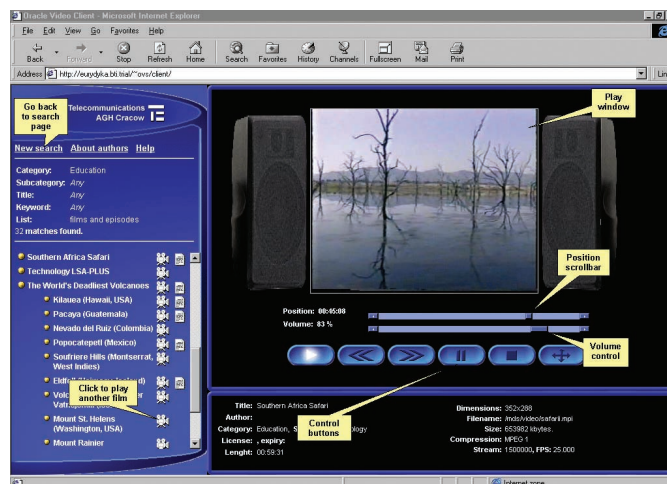 Oracle Video Client - Microsoft Internet Explorer
File Edit View Go Favorites Help
Back Forward Stop Refresh Home Search Favorites History Channels Fullscreen Mail Print
Address http://eurydyka.bti.trial/~ovs/client/
Go back
to search
page
Telecommunications
AGH Cracow
New search About authors Help
Category: Education
Subcategory: Any
Title: Any
Keyword: Any
List: films and episodes
32 matches found.
Southern Africa Safari
Technology LSA-PLUS
The World's Deadliest Volcanoes
Kilauea (Hawaii, USA)
Pacaya (Guatemala)
Nevado del Ruiz (Colombia)
Popocatepetl (Mexico)
Soufriere Hills (Montserrat,
West Indies)
Click to play
another film
Mount St. Helens
(Washington, USA)
Mount Rainier
Play
window
Position
scrollbar
Position: 00:45:08
Volume: 83 %
Volume
control
Control
buttons
Title: Southern Africa Safari
Author:
Category: Education,
License: , expiry:
Lenght: 00:59:31
Dimensions: 352x288
Filename: /mds/video/safarii.mpi
Size: 653982 kbytes.
Compression: MPEG 1
Stream: 1500000, FPS: 25.000
Internet zone